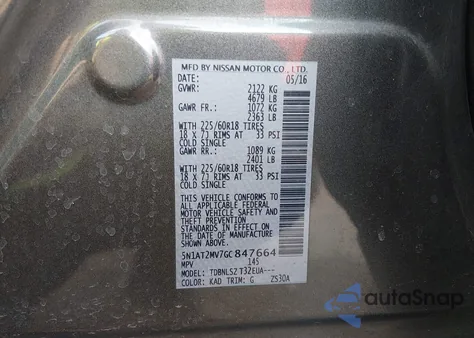 MFD BY NISSAN MOTOR CO., LTD.
DATE: 05/16
GVWR: 2122 KG
4679 LB
GAWR FR.: 1072 KG
2363 LB
WITH 225/60R18 TIRES
18 X 7J RIMS AT 33 PSI
COLD SINGLE
GAWR RR.: 1089 KG
2401 LB
WITH 225/60R18 TIRES
18 X 7J RIMS AT 33 PSI
COLD SINGLE
THIS VEHICLE CONFORMS TO
ALL APPLICABLE FEDERAL
MOTOR VEHICLE SAFETY
AND THEFT PREVENTION
STANDARDS IN EFFECT ON
THE DATE OF MANUFACTURE
SHOWN ABOVE.
5N1AT2MV7GC847664
MPV 145
TDBNLSZ T32EUA---
COLOR: KAD TRIM: G ZS30A
autoSnap